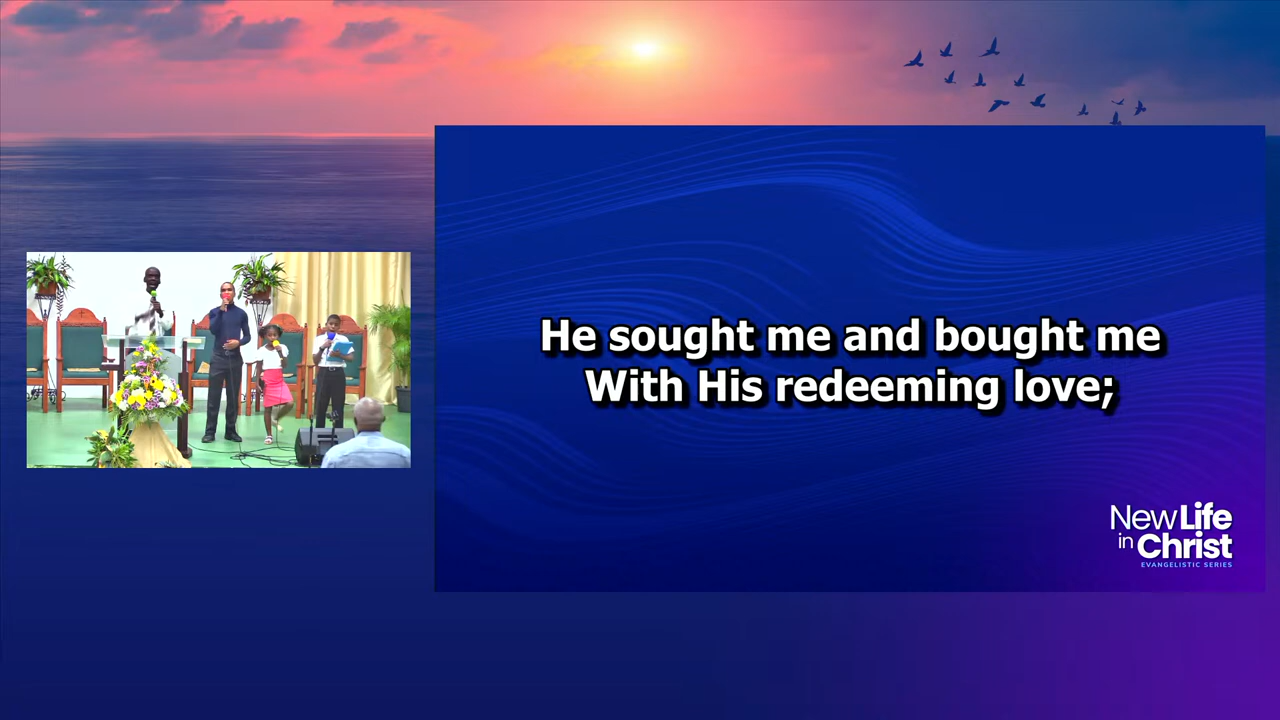 He sought me and bought me
With His redeeming love;
New Life
in Christ
EVANGELISTIC SERIES